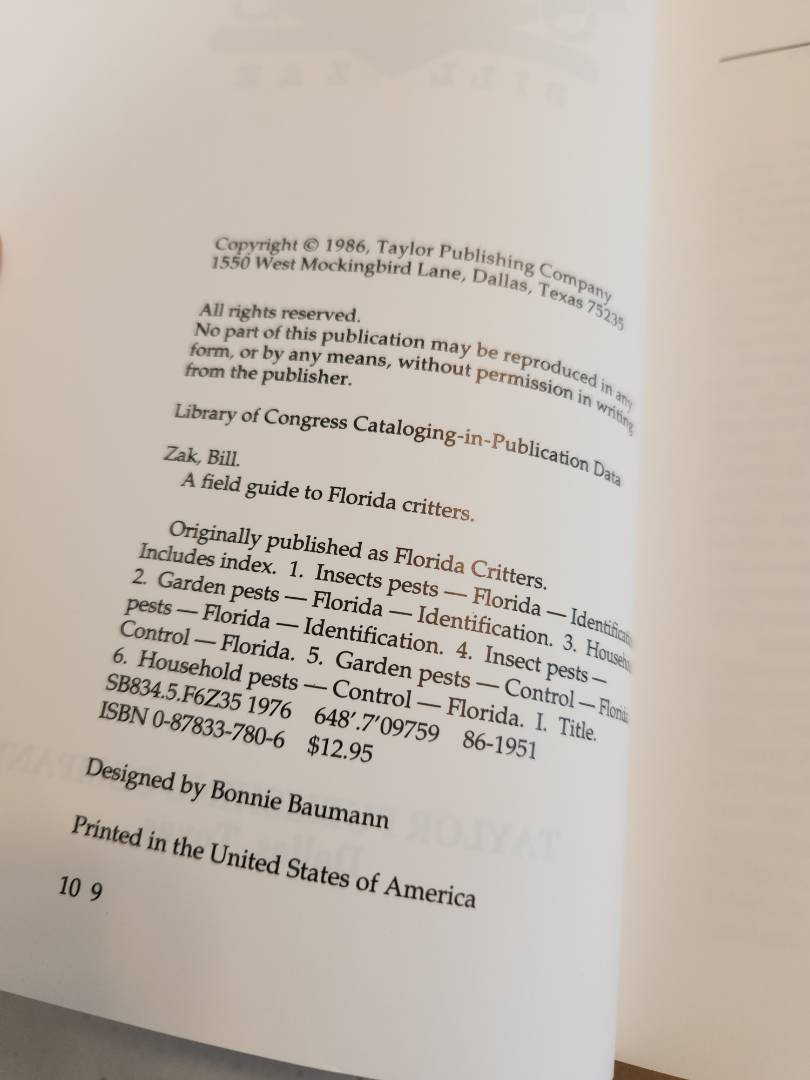 Copyright © 1986, Taylor Publishing Company
1550 West Mockingbird Lane, Dallas, Texas 75235
All rights reserved.
No part of this publication may be reproduced in any
form, or by any means, without permission in writing
from the publisher.
Library of Congress Cataloging-in-Publication Data
Zak, Bill.
A field guide to Florida critters.
Originally published as Florida Critters.
Includes index. 1. Insects pests — Florida —
2. Garden pests — Florida — Identification. 3.
pests — Florida — Identification. 4. Insect pests —
Control — Florida. 5. Garden pests — Control —
6. Household pests — Control — Florida. I. Title.
SB834.5.F6Z35 1976 648'.7'09759 86-1951
ISBN 0-87833-780-6 $12.95
Designed by Bonnie Baumann
Printed in the United States of America
10 9